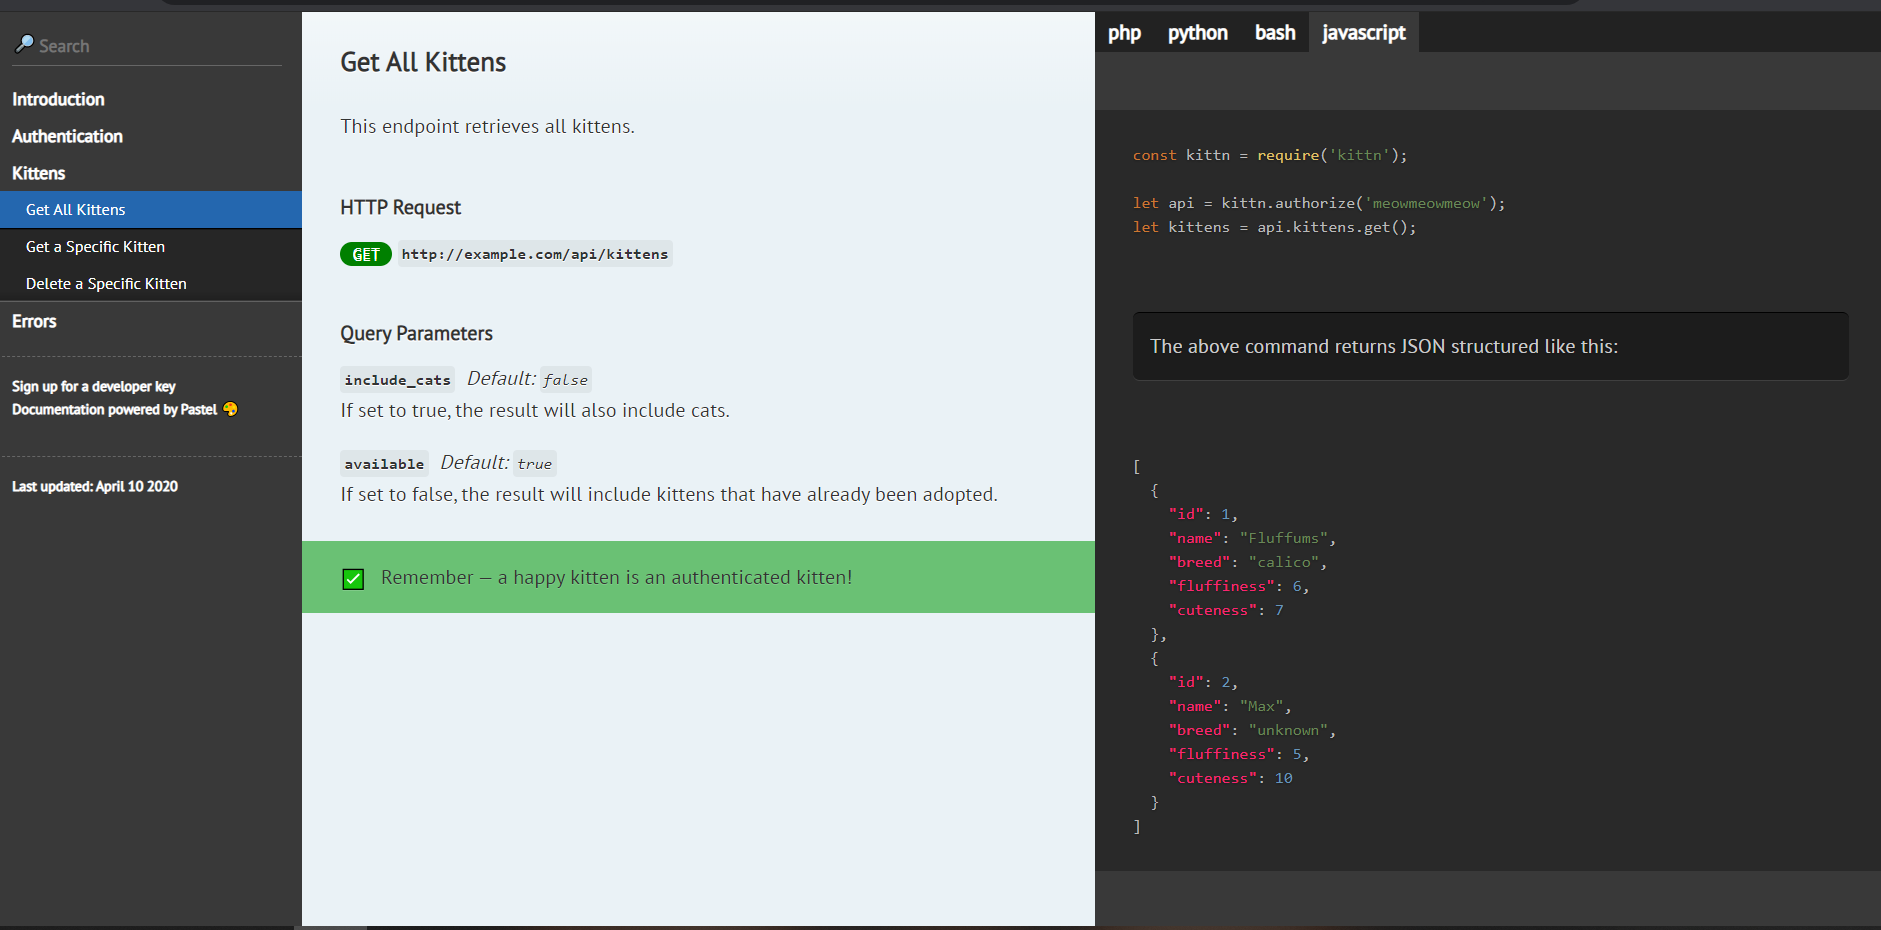 Search
Introduction
Authentication
Kittens
Get All Kittens
Get a Specific Kitten
Delete a Specific Kitten
Errors
Sign up for a developer key
Documentation powered by Pastel
Last updated: April 10 2020
Get All Kittens
This endpoint retrieves all kittens.
HTTP Request
GET http://example.com/api/kittens
Query Parameters
include_cats Default: false
If set to true, the result will also include cats.
available Default: true
If set to false, the result will include kittens that have already been adopted.
Remember — a happy kitten is an authenticated kitten!
php python bash javascript
const kittn = require('kittn');
let api = kittn.authorize('meowmeowmeow');
let kittens = api.kittens.get();
The above command returns JSON structured like this:
[
  {
    "id": 1,
    "name": "Fluffums",
    "breed": "calico",
    "fluffiness": 6,
    "cuteness": 7
  },
  {
    "id": 2,
    "name": "Max",
    "breed": "unknown",
    "fluffiness": 5,
    "cuteness": 10
  }
]